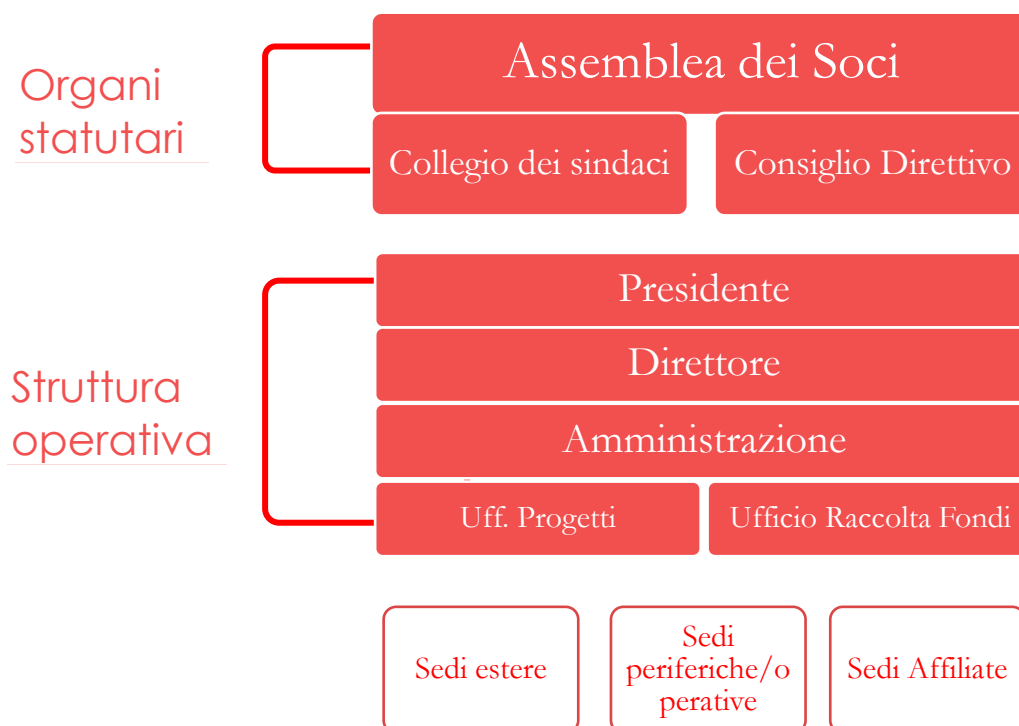 Organi
statutari
Assemblea dei Soci
Collegio dei sindaci
Consiglio Direttivo
Struttura
operativa
Presidente
Direttore
Amministrazione
Uff. Progetti
Ufficio Raccolta Fondi
Sedi estere
Sedi
periferiche/o
perative
Sedi Affiliate